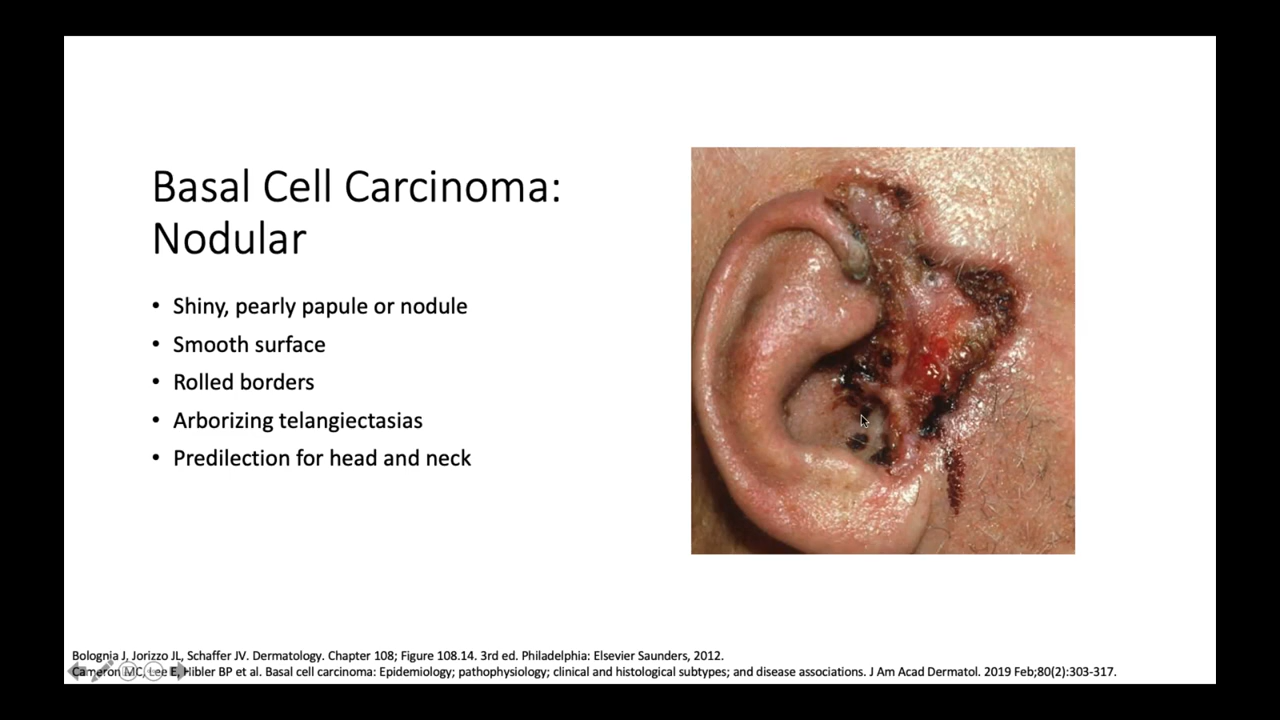 Basal Cell Carcinoma:
Nodular
• Shiny, pearly papule or nodule
• Smooth surface
• Rolled borders
• Arborizing telangiectasias
• Predilection for head and neck
Bolognia J, Jorizzo JL, Schaffer JV. Dermatology. Chapter 108; Figure 108.14. 3rd ed. Philadelphia: Elsevier Saunders, 2012.
Cameron MC, Lee E, Hibler BP et al. Basal cell carcinoma: Epidemiology; pathophysiology; clinical and histological subtypes; and disease associations. J Am Acad Dermatol. 2019 Feb;80(2):303-317.